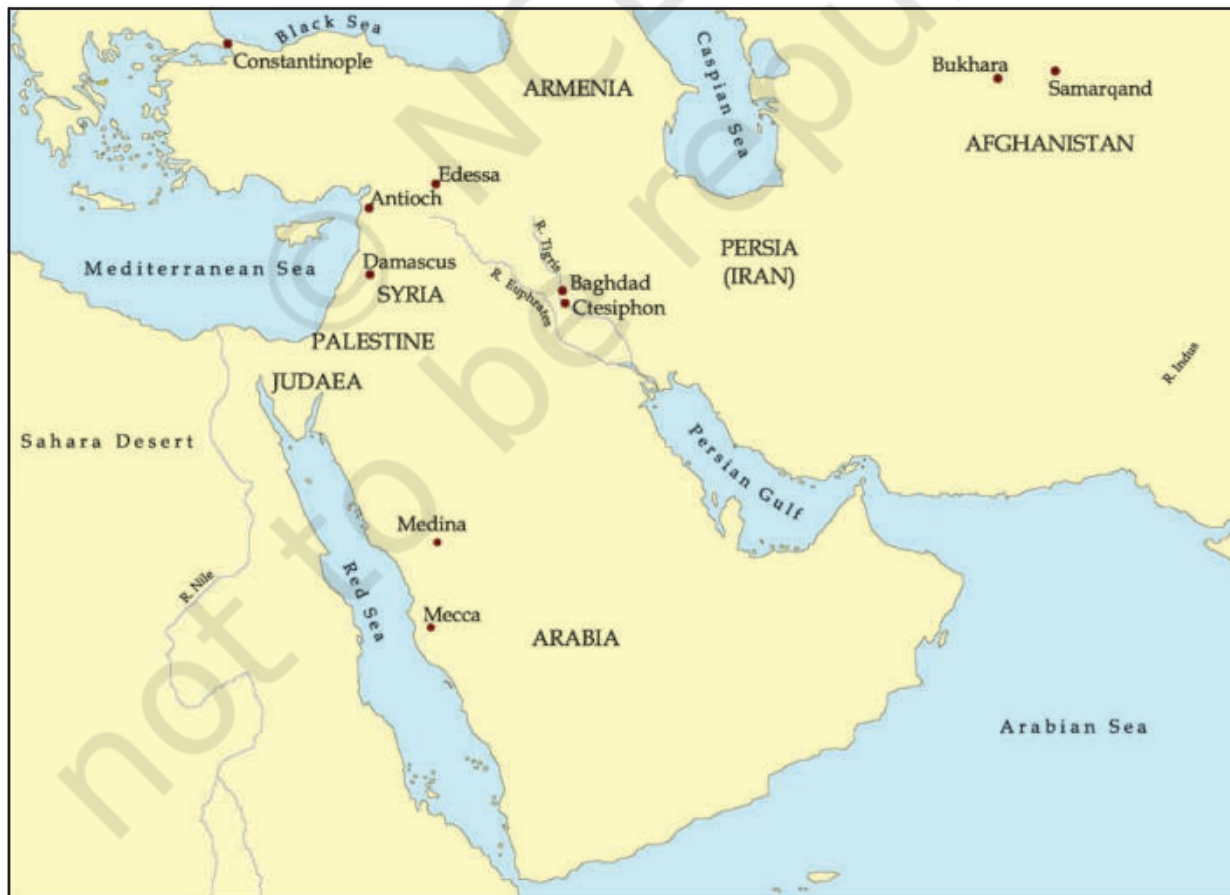 Black Sea
Constantinople
ARMENIA
Caspian Sea
Bukhara
Samarqand
AFGHANISTAN
Edessa
Antioch
Mediterranean Sea
Damascus
SYRIA
R. Tigris
R. Euphrates
Baghdad
Ctesiphon
PERSIA
(IRAN)
PALESTINE
JUDAEA
R. Indus
Sahara Desert
Persian Gulf
Medina
R. Nile
Red Sea
Mecca
ARABIA
Arabian Sea
not to be repu
© NCE